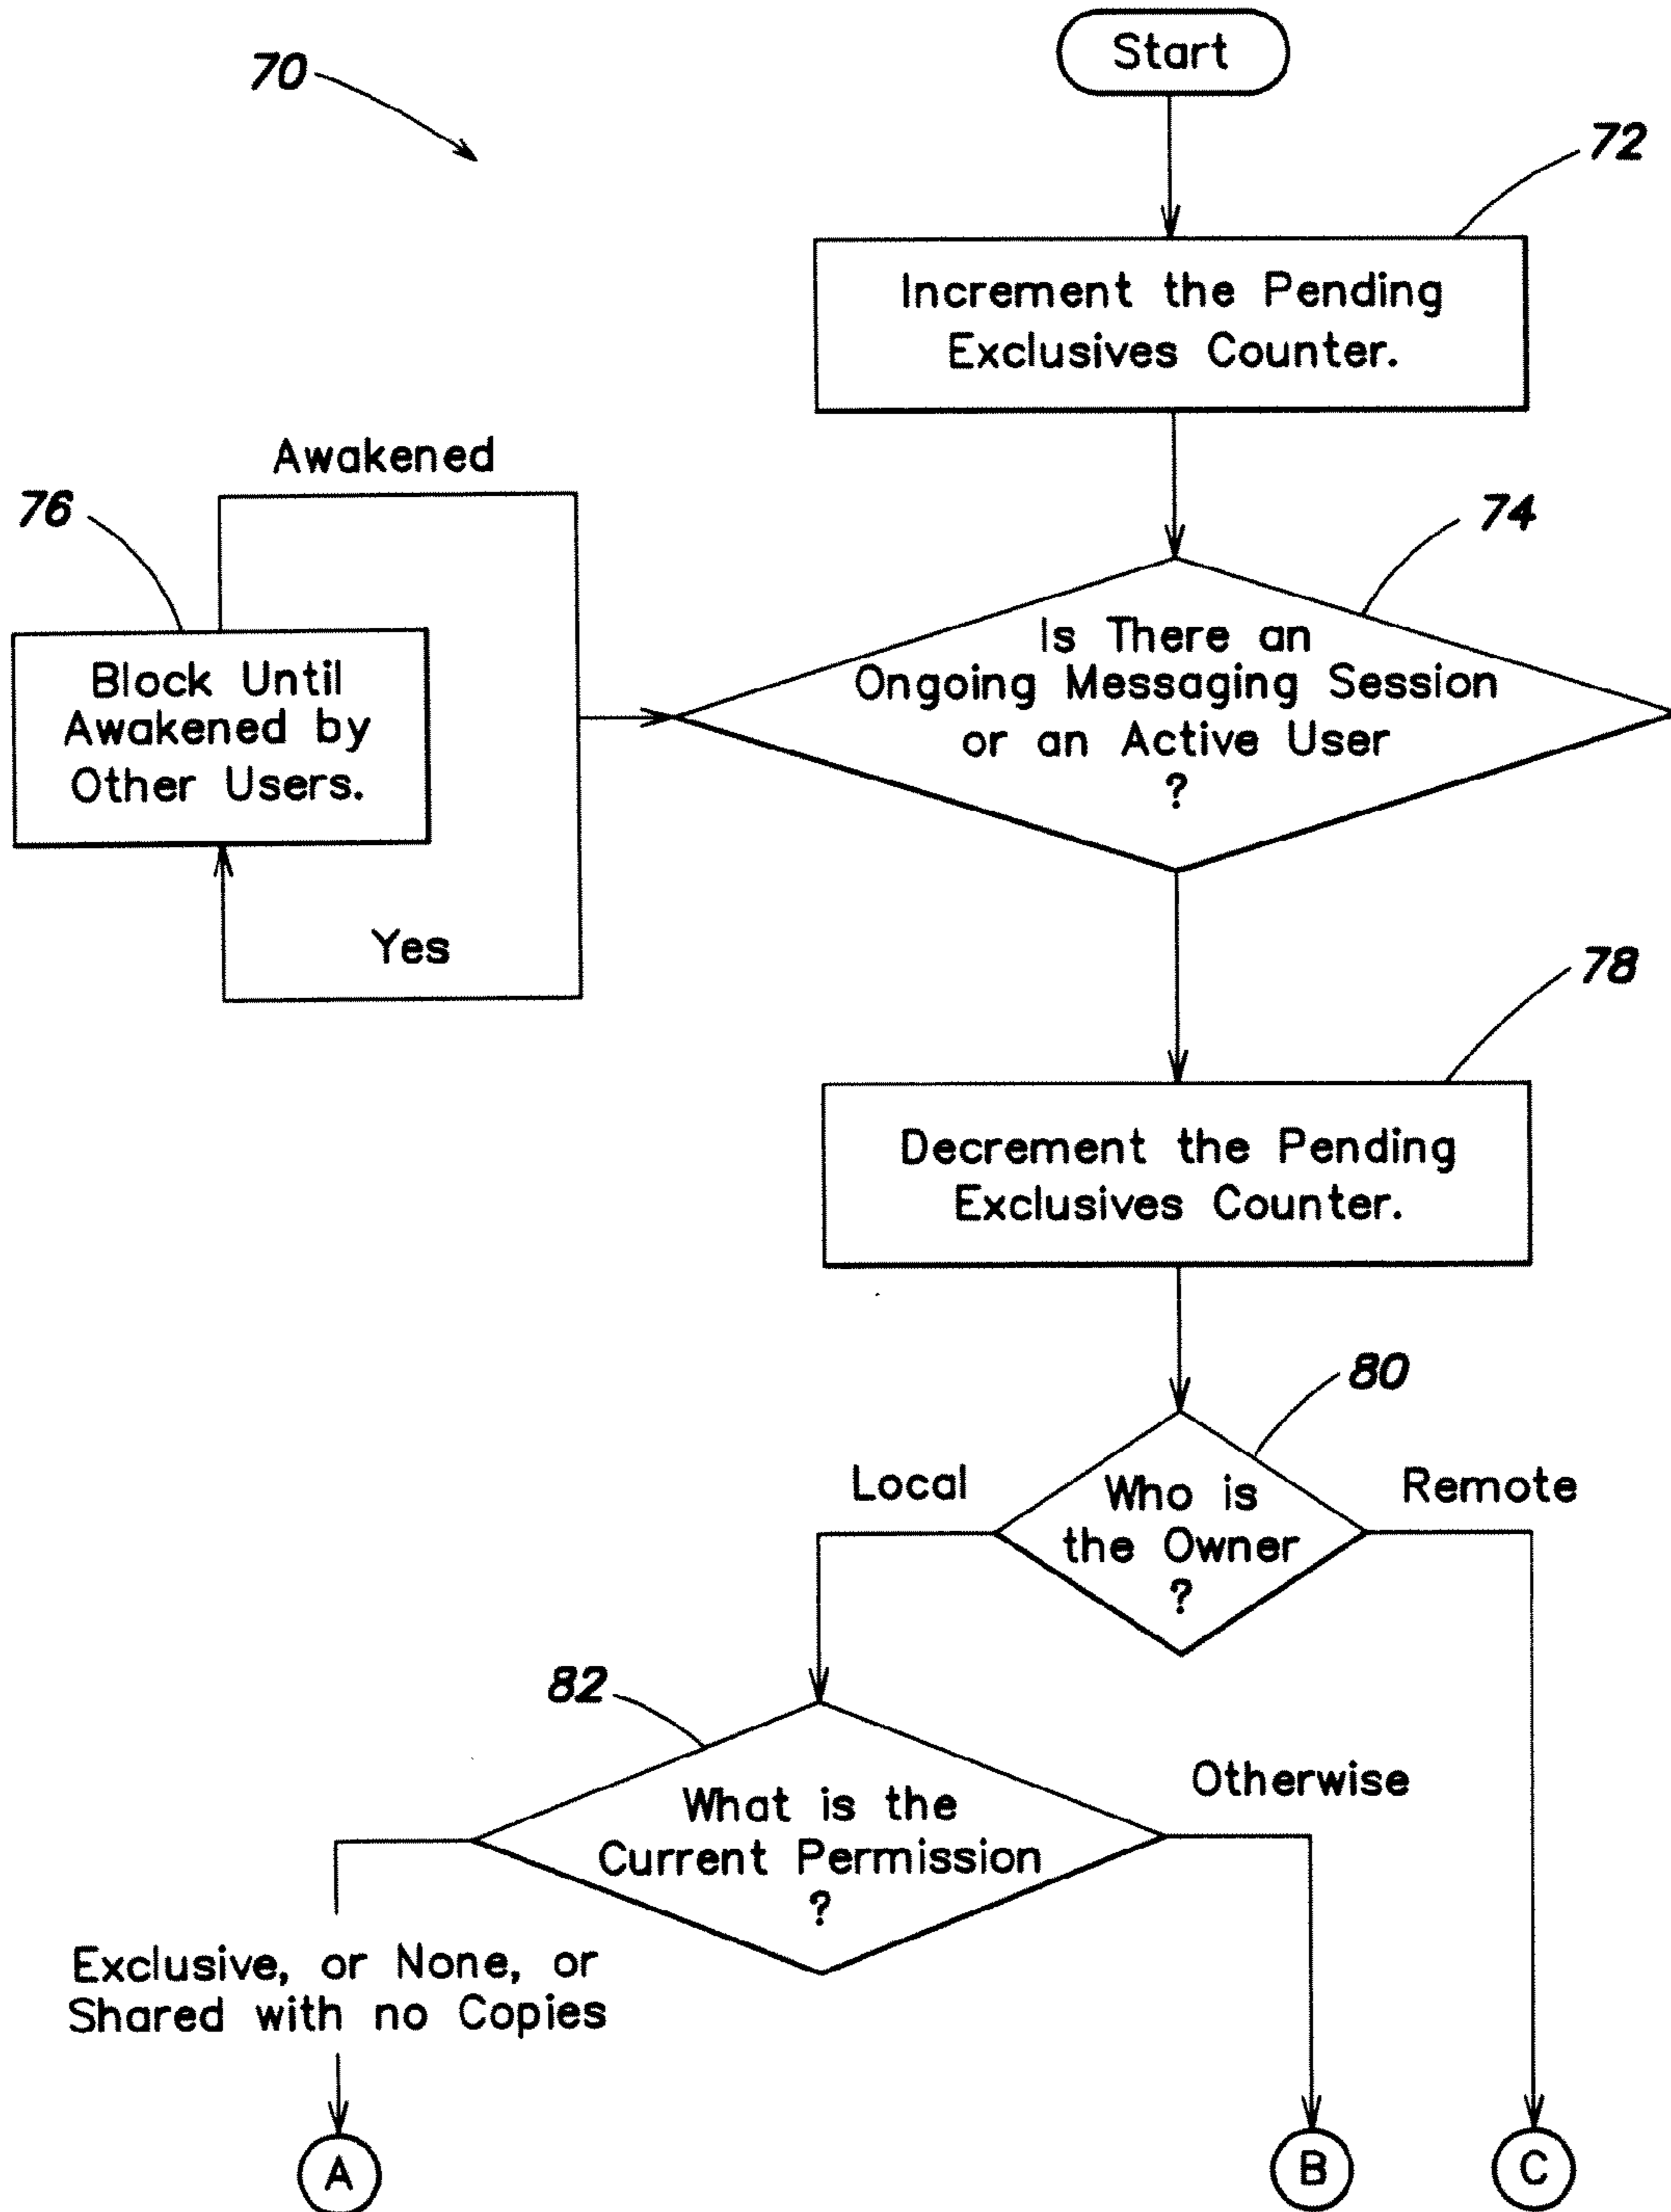 70
Start
72
Increment the Pending
Exclusives Counter.
Awakened
76
74
Block Until
Awakened by
Other Users.
Is There an
Ongoing Messaging Session
or an Active User
?
Yes
78
Decrement the Pending
Exclusives Counter.
80
Local
Who is
the Owner
?
Remote
82
What is the
Current Permission
?
Otherwise
Exclusive, or None, or
Shared with no Copies
A
B
C